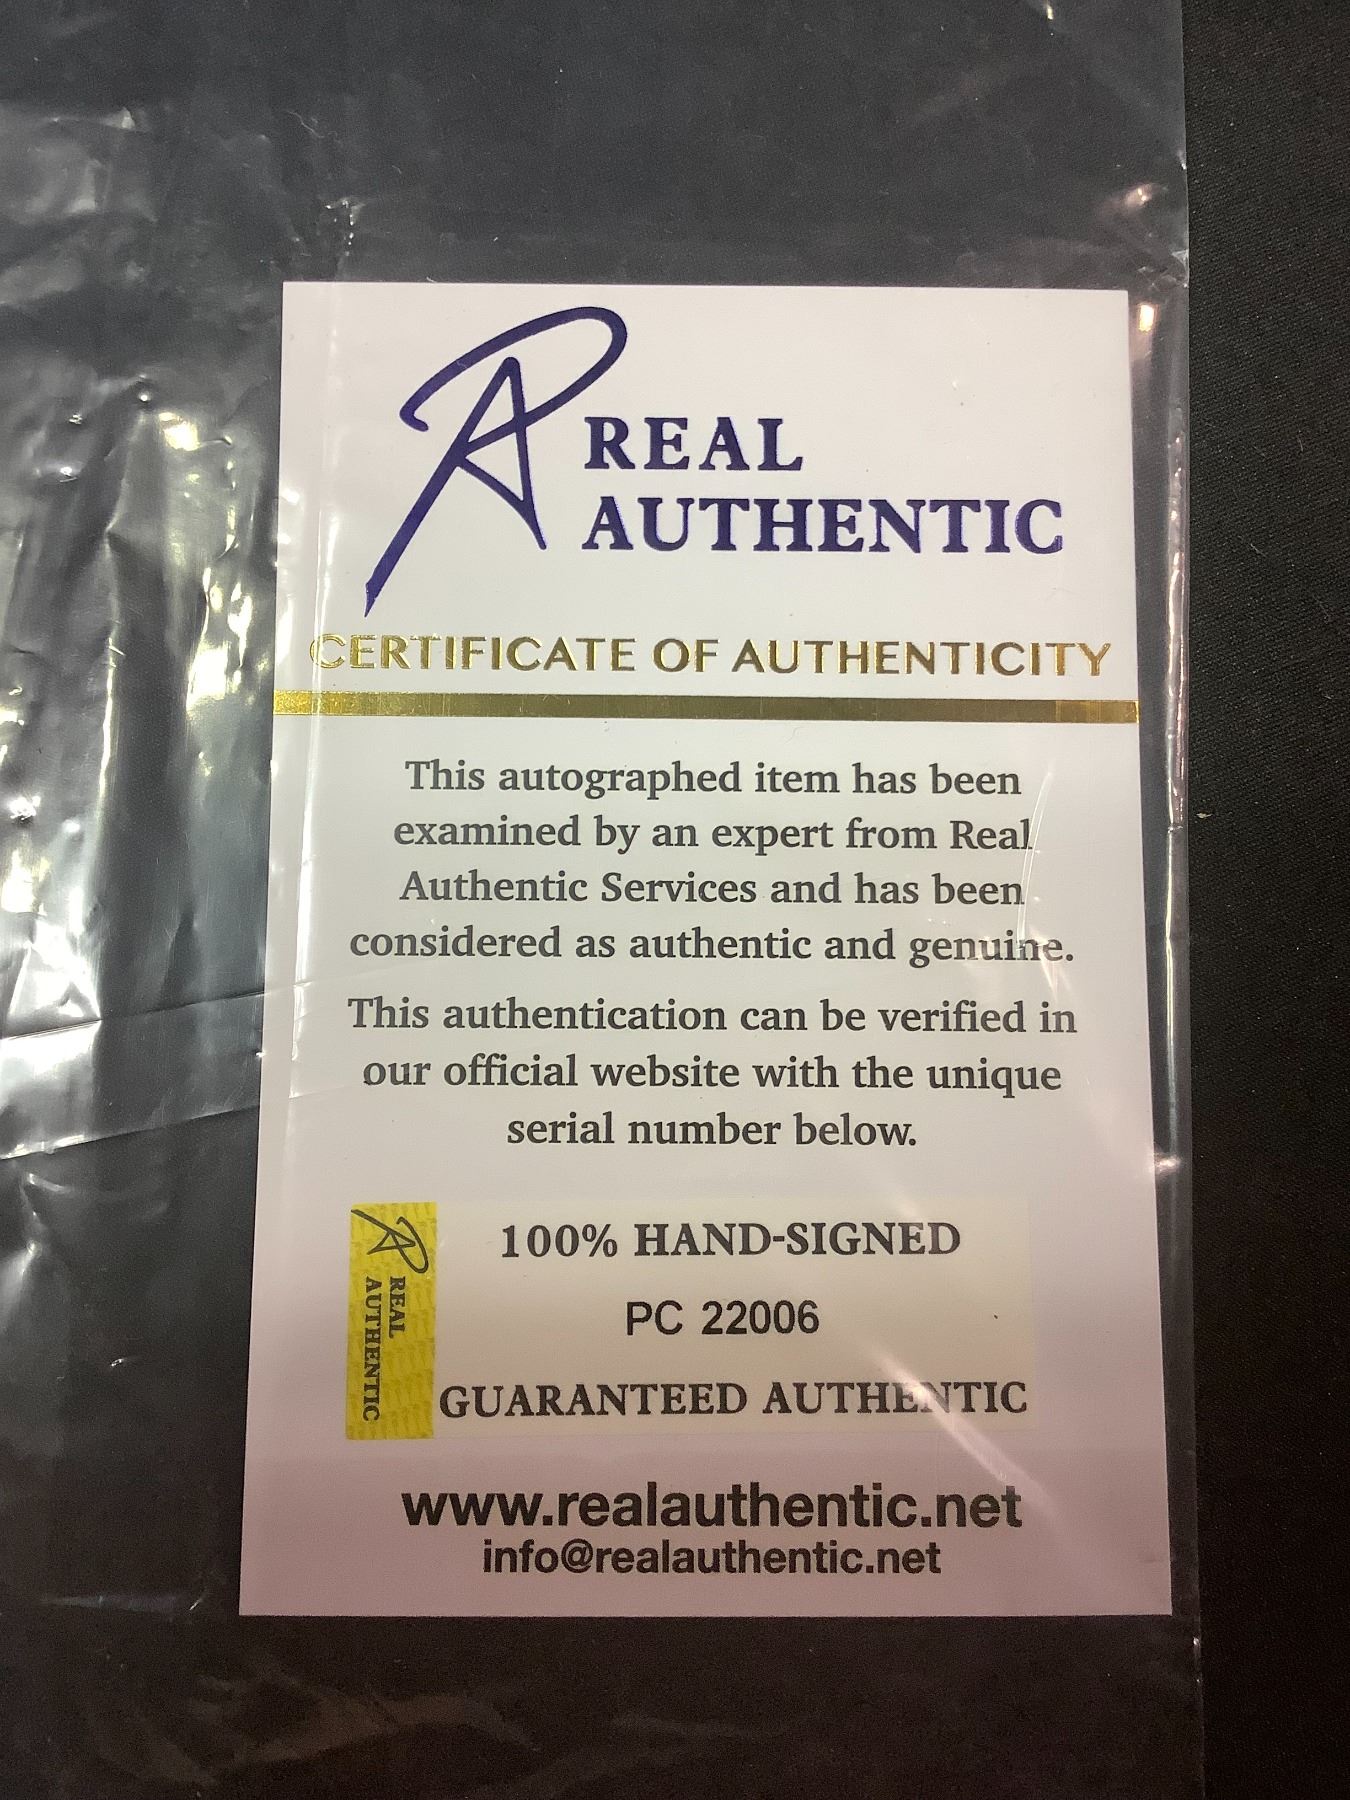 REAL
AUTHENTIC
CERTIFICATE OF AUTHENTICITY
This autographed item has been
examined by an expert from Real
Authentic Services and has been
considered as authentic and genuine.
This authentication can be verified in
our official website with the unique
serial number below.
REAL
AUTHENTIC
100% HAND-SIGNED
PC 22006
GUARANTEED AUTHENTIC
www.realauthentic.net
info@realauthentic.net